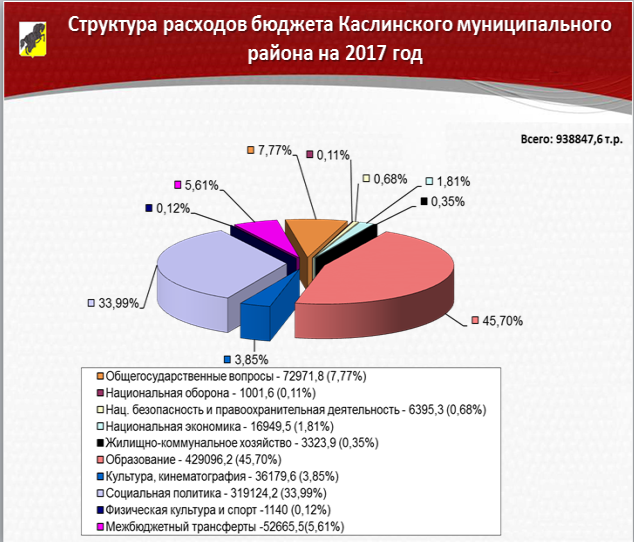 Структура расходов бюджета Каслинского муниципального
района на 2017 год
Всего: 938847,6 т.р.
7,77%
0,11%
0,68%
1,81%
0,35%
5,61%
0,12%
33,99%
45,70%
3,85%
Общегосударственные вопросы - 72971,8 (7,77%)
Национальная оборона - 1001,6 (0,11%)
Нац. безопасность и правоохранительная деятельность - 6395,3 (0,68%)
Национальная экономика - 16949,5 (1,81%)
Жилищно-коммунальное хозяйство - 3323,9 (0,35%)
Образование - 429096,2 (45,70%)
Культура, кинематография - 36179,6 (3,85%)
Социальная политика - 319124,2 (33,99%)
Физическая культура и спорт -1140 (0,12%)
Межбюджетный трансферты -52665,5(5,61%)